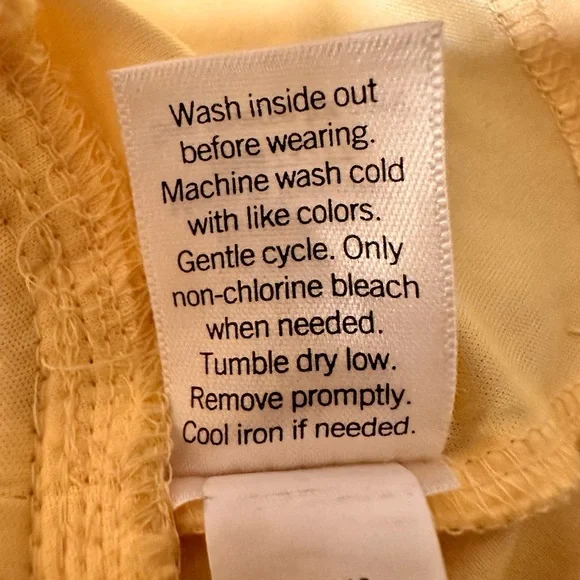 Wash inside out
before wearing.
Machine wash cold
with like colors.
Gentle cycle. Only
non-chlorine bleach
when needed.
Tumble dry low.
Remove promptly.
Cool iron if needed.